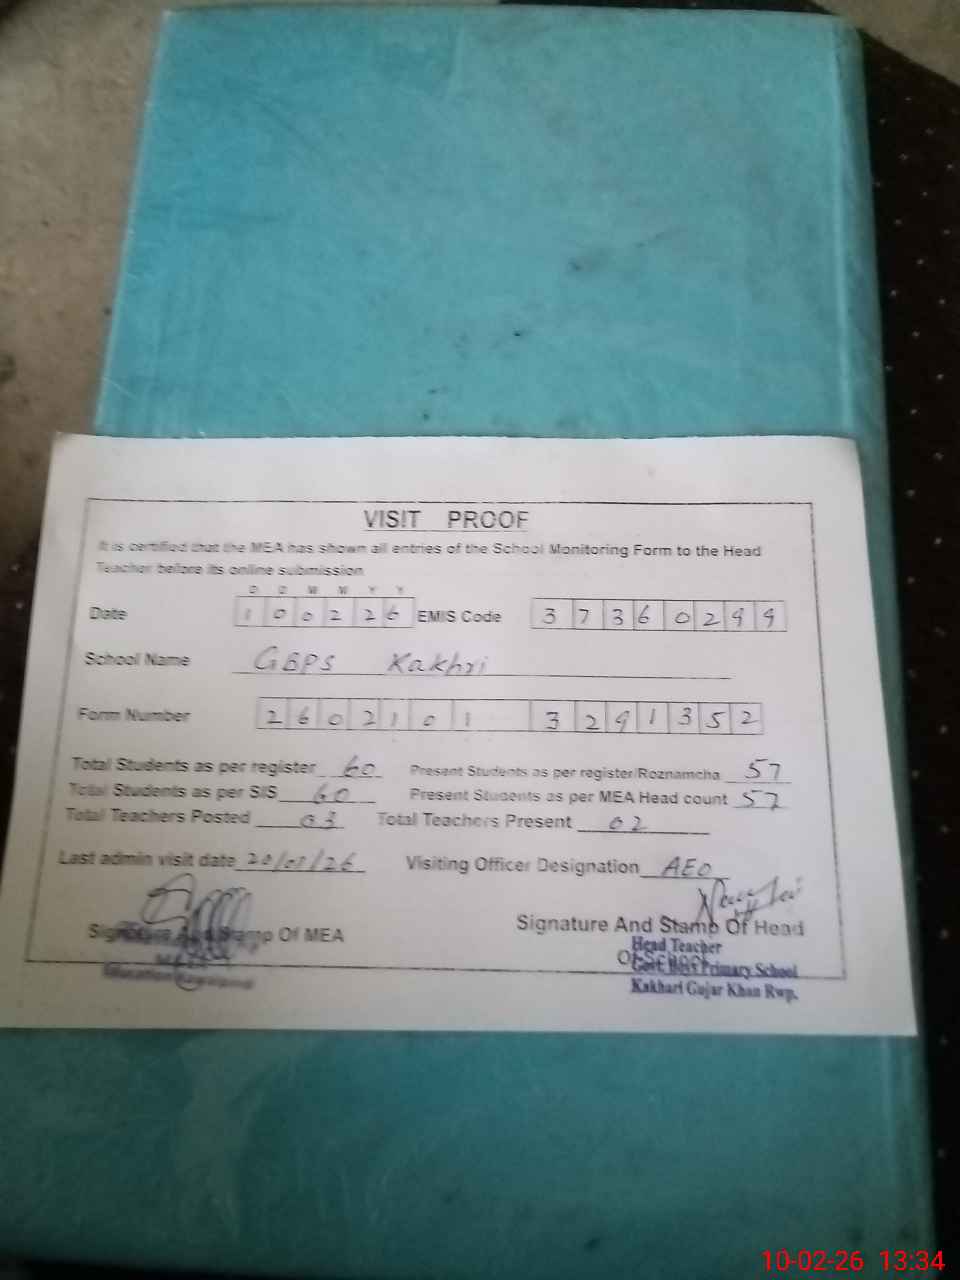 VISIT PROOF
It is certified that the MEA has shown all entries of the School Monitoring Form to the Head
Teacher before its online submission
D D M M Y Y
Date 1 0 0 2 2 6 EMIS Code 3 7 3 6 0 2 9 9
School Name GBPS Kakhri
Form Number 2 6 0 2 1 0 1 3 2 9 1 3 5 2
Total Students as per register 60 Present Students as per register/Roznamcha 57
Total Students as per SIS 60 Present Students as per MEA Head count 57
Total Teachers Posted 03 Total Teachers Present 02
Last admin visit date 20/01/26 Visiting Officer Designation AEO
Signature And Stamp Of MEA Signature And Stamp Of Head
Head Teacher
Govt. Boys Primary School
Kakhari Gujar Khan Rwp.
10-02-26 13:34